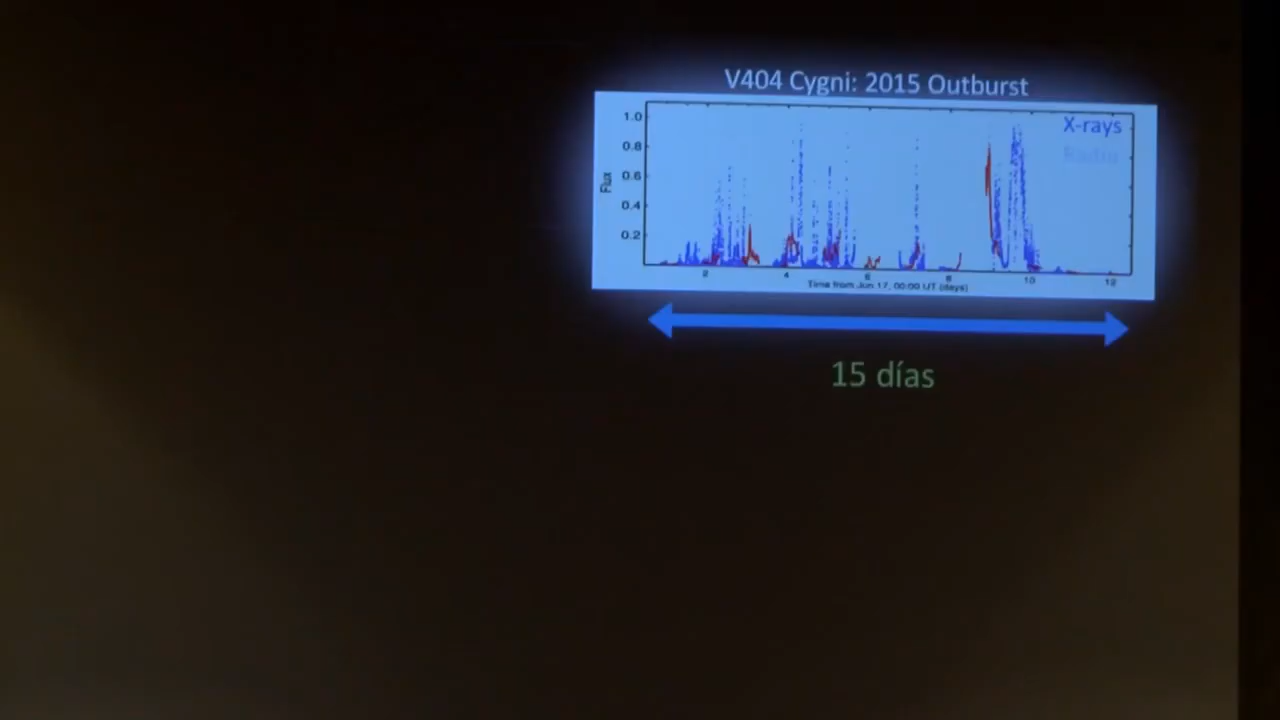 V404 Cygni: 2015 Outburst
X-rays
Radio
1.0
0.8
0.6
0.4
0.2
Flux
2 4 6 8 10 12
Time from Jun 17, 00:00 UT (days)
15 días